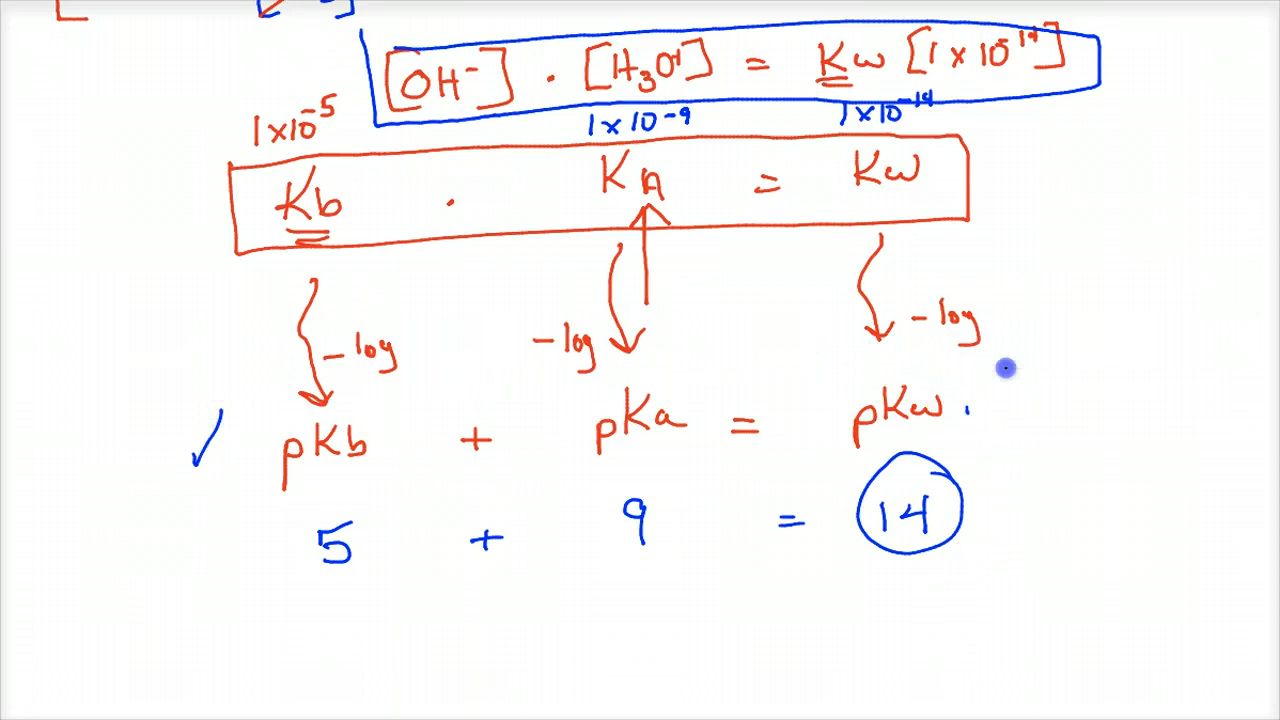 [OH⁻] · [H₃O⁺] = Kw [1 x 10⁻¹⁴]
1x10⁻⁵ 1 x 10⁻⁹ 1x10⁻¹⁴
Kb · KA = Kw
-log -log -log
pKb + pKa = pKw
5 + 9 = 14